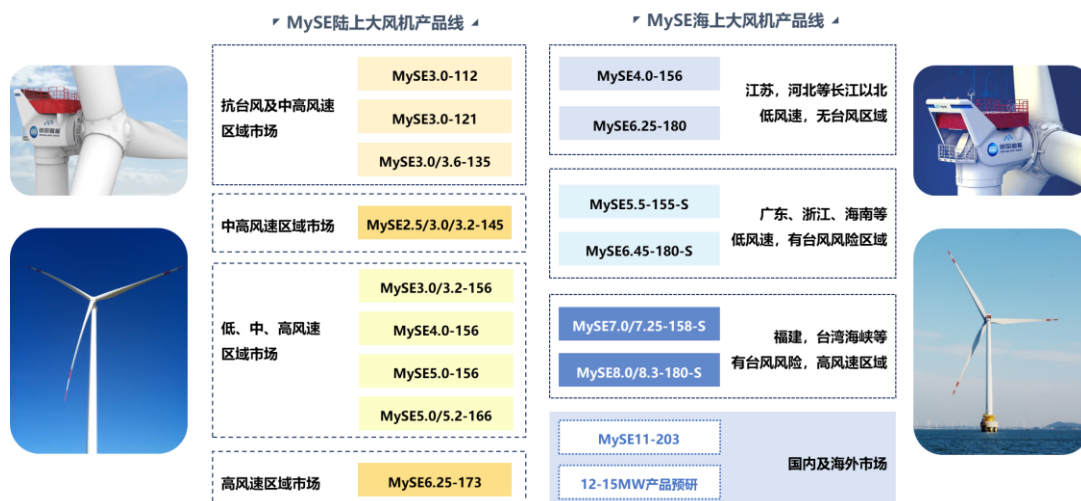 MySE陆上大风机产品线
抗台风及中高风速
区域市场
MySE3.0-112
MySE3.0-121
MySE3.0/3.6-135
中高风速区域市场
MySE2.5/3.0/3.2-145
低、中、高风速
区域市场
MySE3.0/3.2-156
MySE4.0-156
MySE5.0-156
MySE5.0/5.2-166
高风速区域市场
MySE6.25-173
MySE海上大风机产品线
MySE4.0-156
MySE6.25-180
江苏，河北等长江以北
低风速，无台风区域
MySE5.5-155-S
MySE6.45-180-S
广东、浙江、海南等
低风速，有台风风险区域
MySE7.0/7.25-158-S
MySE8.0/8.3-180-S
福建，台湾海峡等
有台风风险，高风速区域
MySE11-203
12-15MW产品预研
国内及海外市场